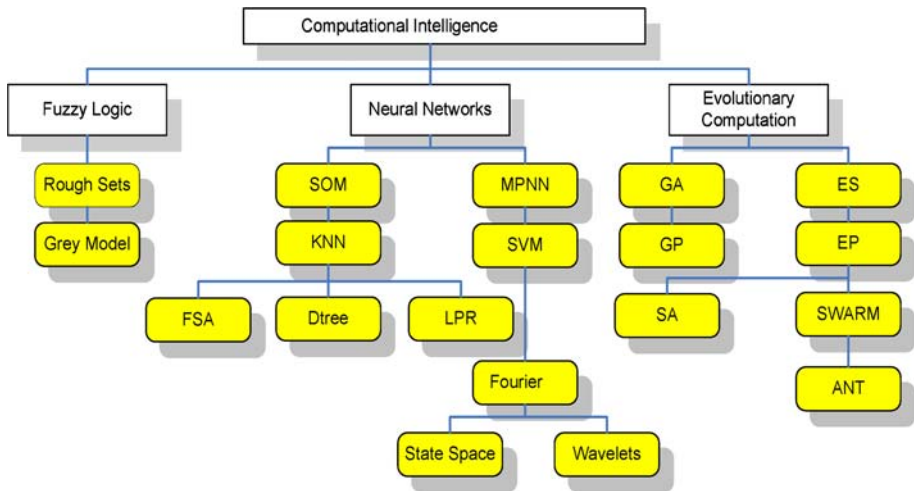 Computational Intelligence
Fuzzy Logic
Neural Networks
Evolutionary
Computation
Rough Sets
SOM
MPNN
GA
ES
Grey Model
KNN
SVM
GP
EP
FSA
Dtree
LPR
SA
SWARM
Fourier
ANT
State Space
Wavelets